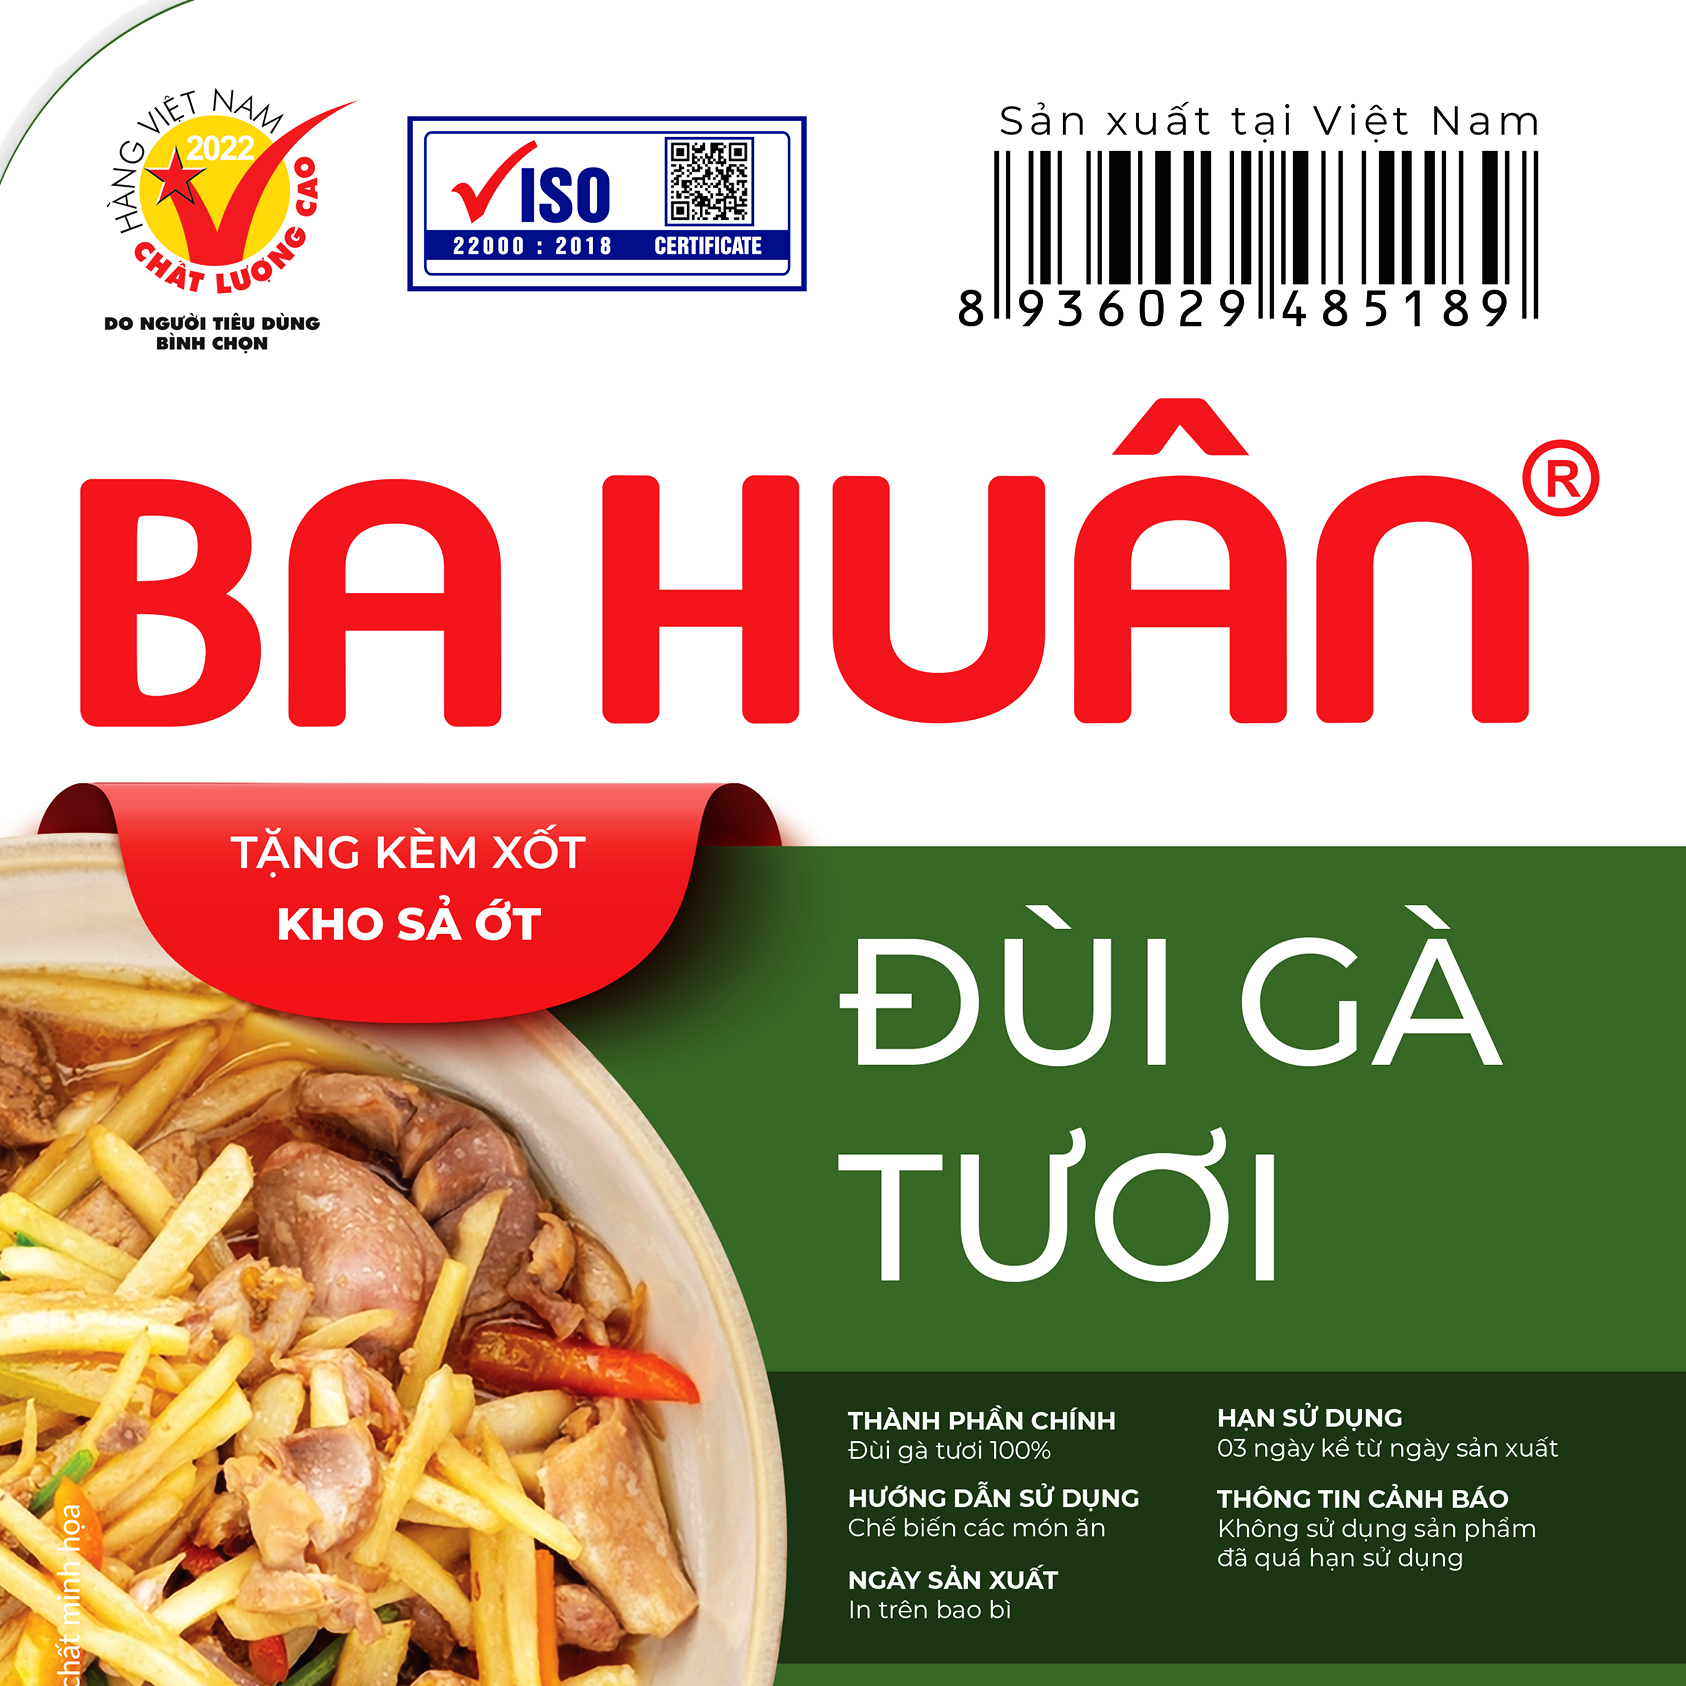 HÀNG VIỆT NAM
2022
CHẤT LƯỢNG CAO
DO NGƯỜI TIÊU DÙNG
BÌNH CHỌN
ISO
22000 : 2018 CERTIFICATE
Sản xuất tại Việt Nam
8 936029 485189
BA HUÂN®
TẶNG KÈM XỐT
KHO SẢ ỚT
ĐÙI GÀ
TƯƠI
THÀNH PHẦN CHÍNH
Đùi gà tươi 100%
HƯỚNG DẪN SỬ DỤNG
Chế biến các món ăn
NGÀY SẢN XUẤT
In trên bao bì
HẠN SỬ DỤNG
03 ngày kể từ ngày sản xuất
THÔNG TIN CẢNH BÁO
Không sử dụng sản phẩm
đã quá hạn sử dụng
chất minh họa